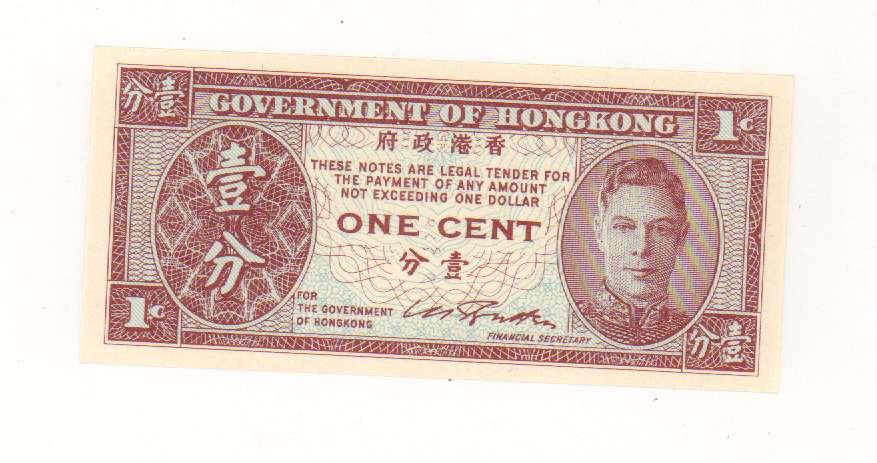 分壹
GOVERNMENT OF HONGKONG
1c
府政港香
THESE NOTES ARE LEGAL TENDER FOR
THE PAYMENT OF ANY AMOUNT
NOT EXCEEDING ONE DOLLAR
壹分
ONE CENT
分壹
1c
FOR
THE GOVERNMENT
OF HONGKONG
FINANCIAL SECRETARY
分壹